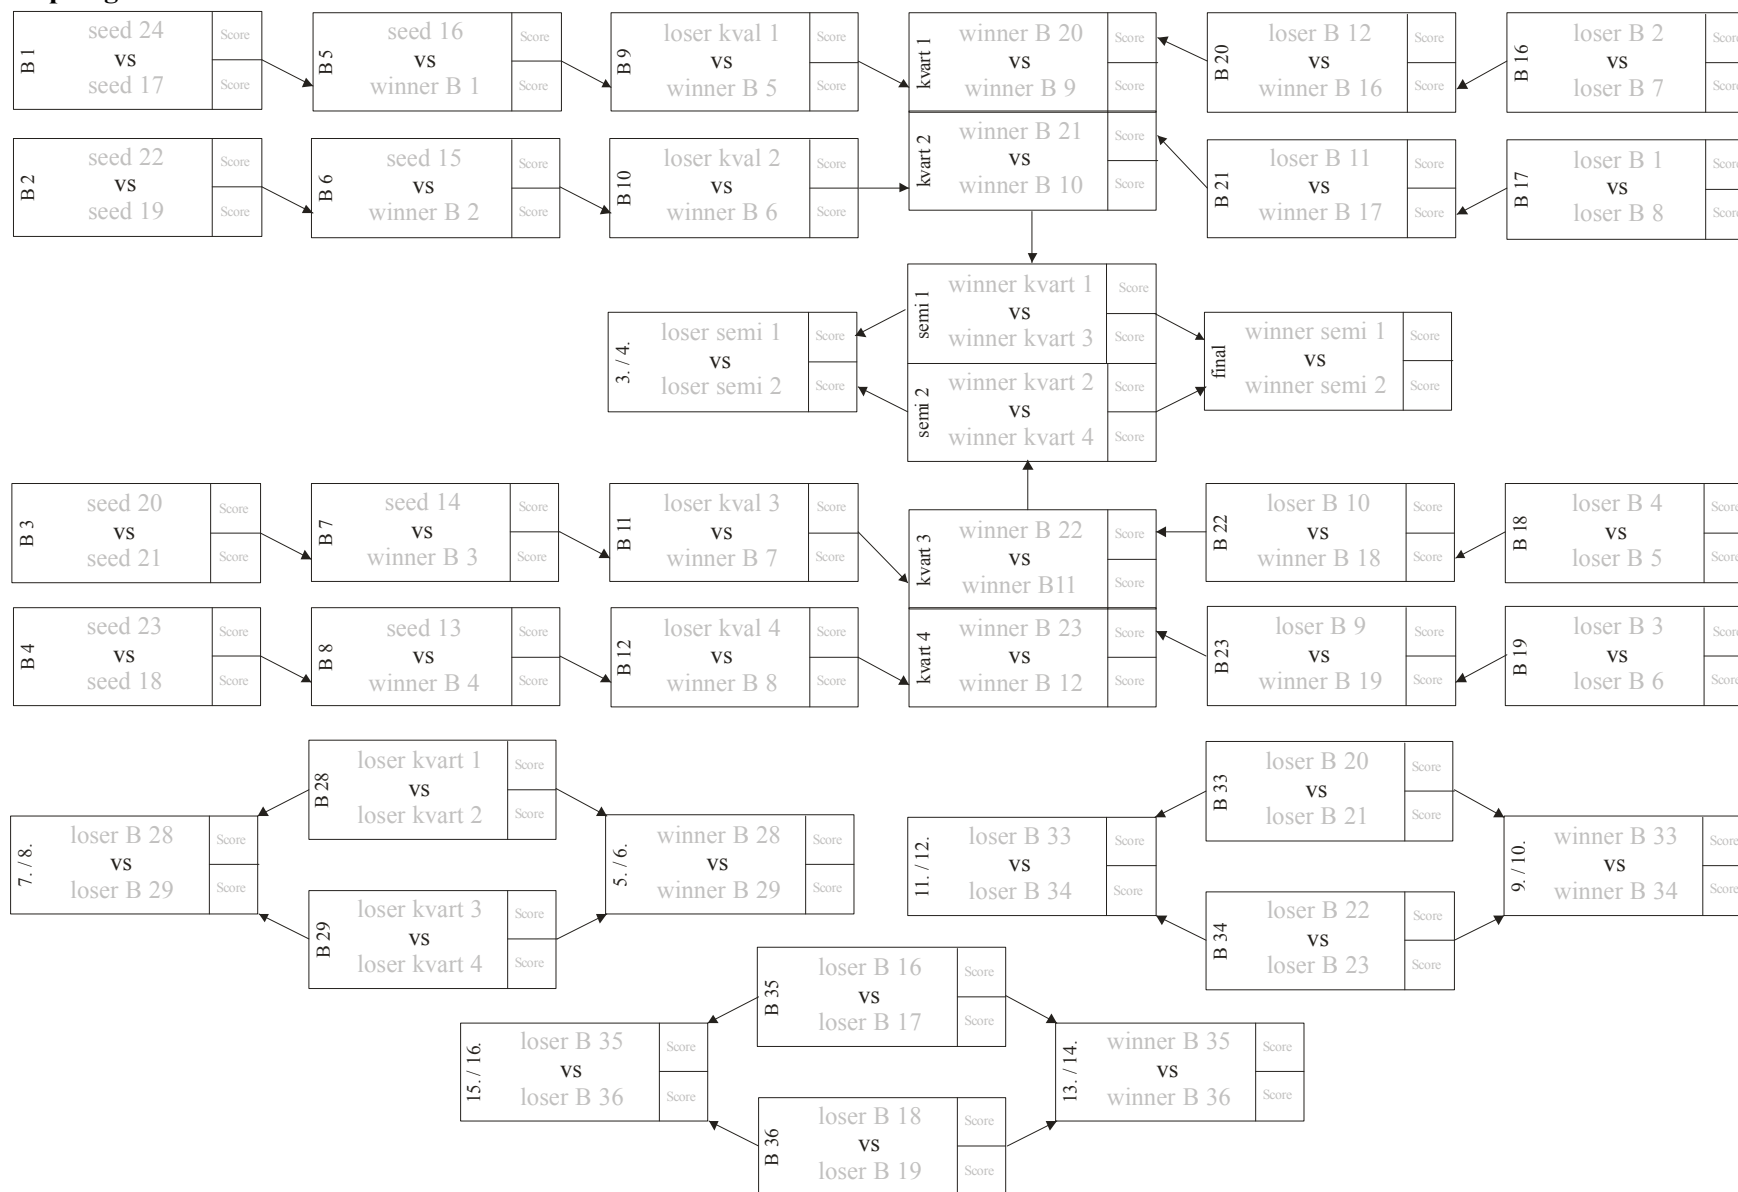 B 1
seed 24
vs
seed 17
Score
Score
B 5
seed 16
vs
winner B 1
Score
Score
B 9
loser kval 1
vs
winner B 5
Score
Score
kvart 1
winner B 20
vs
winner B 9
Score
Score
B 20
loser B 12
vs
winner B 16
Score
Score
B 16
loser B 2
vs
loser B 7
Score
Score
B 2
seed 22
vs
seed 19
Score
Score
B 6
seed 15
vs
winner B 2
Score
Score
B 10
loser kval 2
vs
winner B 6
Score
Score
kvart 2
winner B 21
vs
winner B 10
Score
Score
B 21
loser B 11
vs
winner B 17
Score
Score
B 17
loser B 1
vs
loser B 8
Score
Score
semi 1
winner kvart 1
vs
winner kvart 3
Score
Score
3. / 4.
loser semi 1
vs
loser semi 2
Score
Score
final
winner semi 1
vs
winner semi 2
Score
Score
semi 2
winner kvart 2
vs
winner kvart 4
Score
Score
B 3
seed 20
vs
seed 21
Score
Score
B 7
seed 14
vs
winner B 3
Score
Score
B 11
loser kval 3
vs
winner B 7
Score
Score
kvart 3
winner B 22
vs
winner B11
Score
Score
B 22
loser B 10
vs
winner B 18
Score
Score
B 18
loser B 4
vs
loser B 5
Score
Score
B 4
seed 23
vs
seed 18
Score
Score
B 8
seed 13
vs
winner B 4
Score
Score
B 12
loser kval 4
vs
winner B 8
Score
Score
kvart 4
winner B 23
vs
winner B 12
Score
Score
B 23
loser B 9
vs
winner B 19
Score
Score
B 19
loser B 3
vs
loser B 6
Score
Score
B 28
loser kvart 1
vs
loser kvart 2
Score
Score
7. / 8.
loser B 28
vs
loser B 29
Score
Score
5. / 6.
winner B 28
vs
winner B 29
Score
Score
B 29
loser kvart 3
vs
loser kvart 4
Score
Score
B 33
loser B 20
vs
loser B 21
Score
Score
11. / 12.
loser B 33
vs
loser B 34
Score
Score
9. / 10.
winner B 33
vs
winner B 34
Score
Score
B 34
loser B 22
vs
loser B 23
Score
Score
B 35
loser B 16
vs
loser B 17
Score
Score
15. / 16.
loser B 35
vs
loser B 36
Score
Score
13. / 14.
winner B 35
vs
winner B 36
Score
Score
B 36
loser B 18
vs
loser B 19
Score
Score